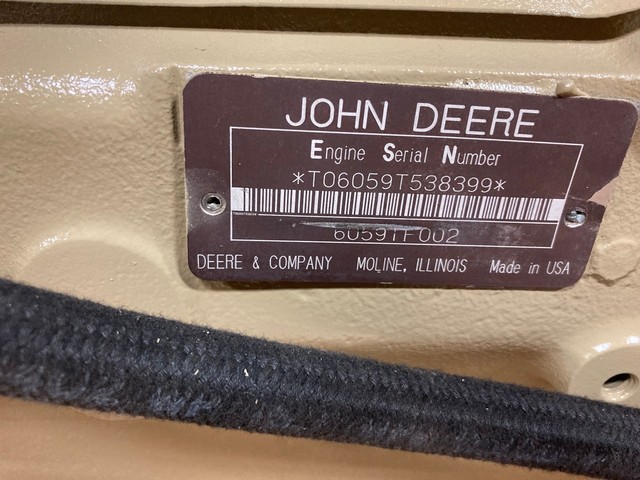 JOHN DEERE
Engine Serial Number
*T06059T538399*
6059TF002
DEERE & COMPANY MOLINE, ILLINOIS Made in USA